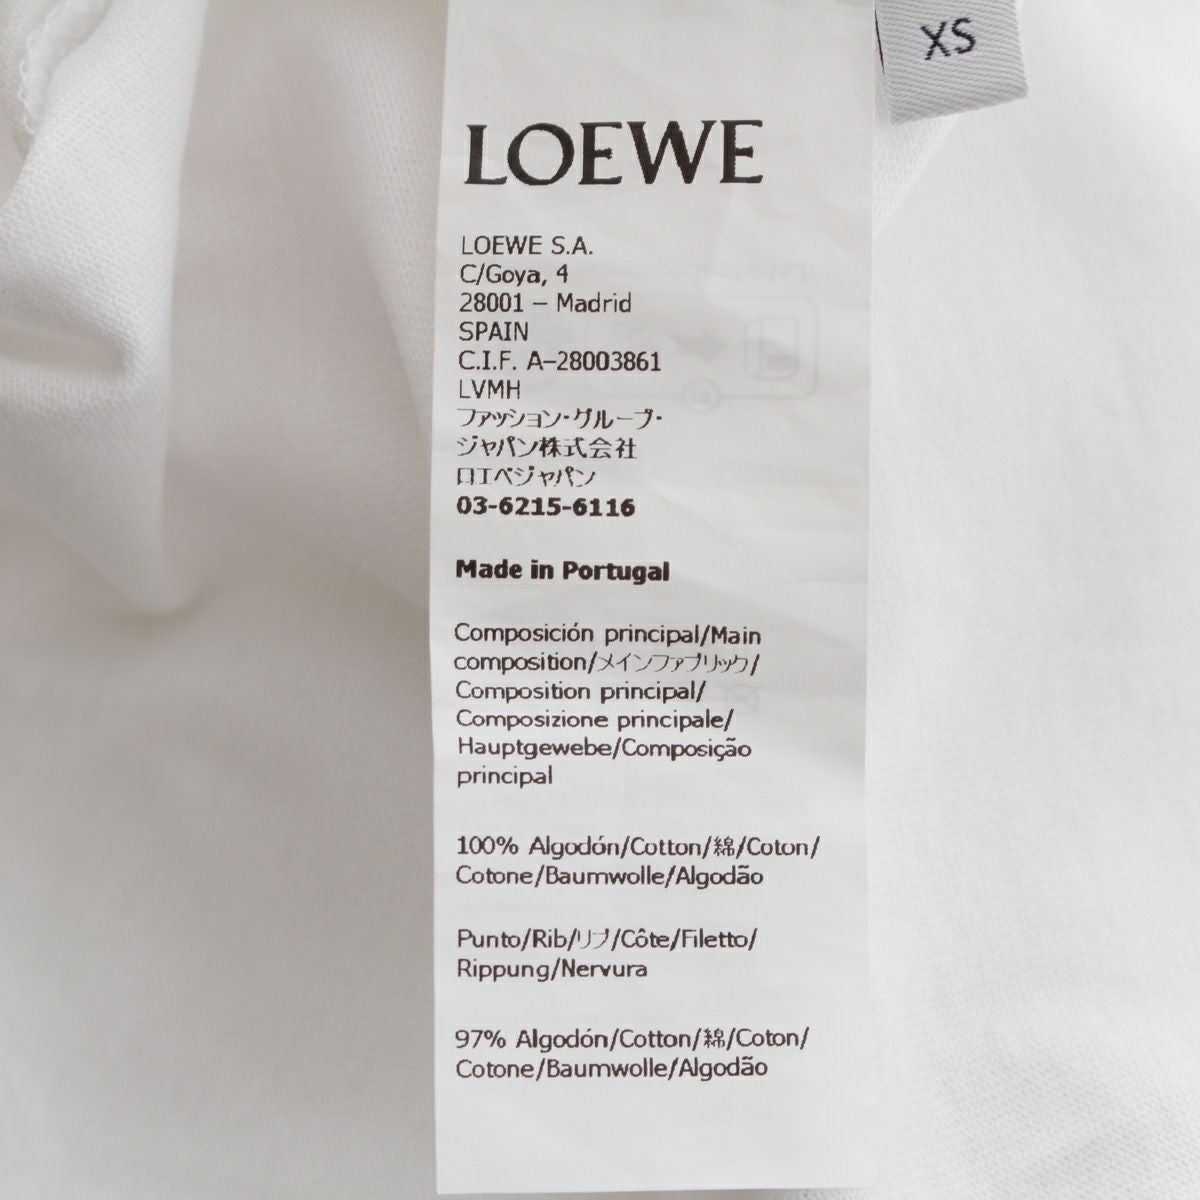 XS
LOEWE
LOEWE S.A.
C/Goya, 4
28001 – Madrid
SPAIN
C.I.F. A–28003861
LVMH
ファッション・グループ・
ジャパン株式会社
ロエベジャパン
03-6215-6116
Made in Portugal
Composición principal/Main
composition/メインファブリック/
Composition principal/
Composizione principale/
Hauptgewebe/Composição
principal
100% Algodón/Cotton/綿/Coton/
Cotone/Baumwolle/Algodão
Punto/Rib/リブ/Côte/Filetto/
Rippung/Nervura
97% Algodón/Cotton/綿/Coton/
Cotone/Baumwolle/Algodão